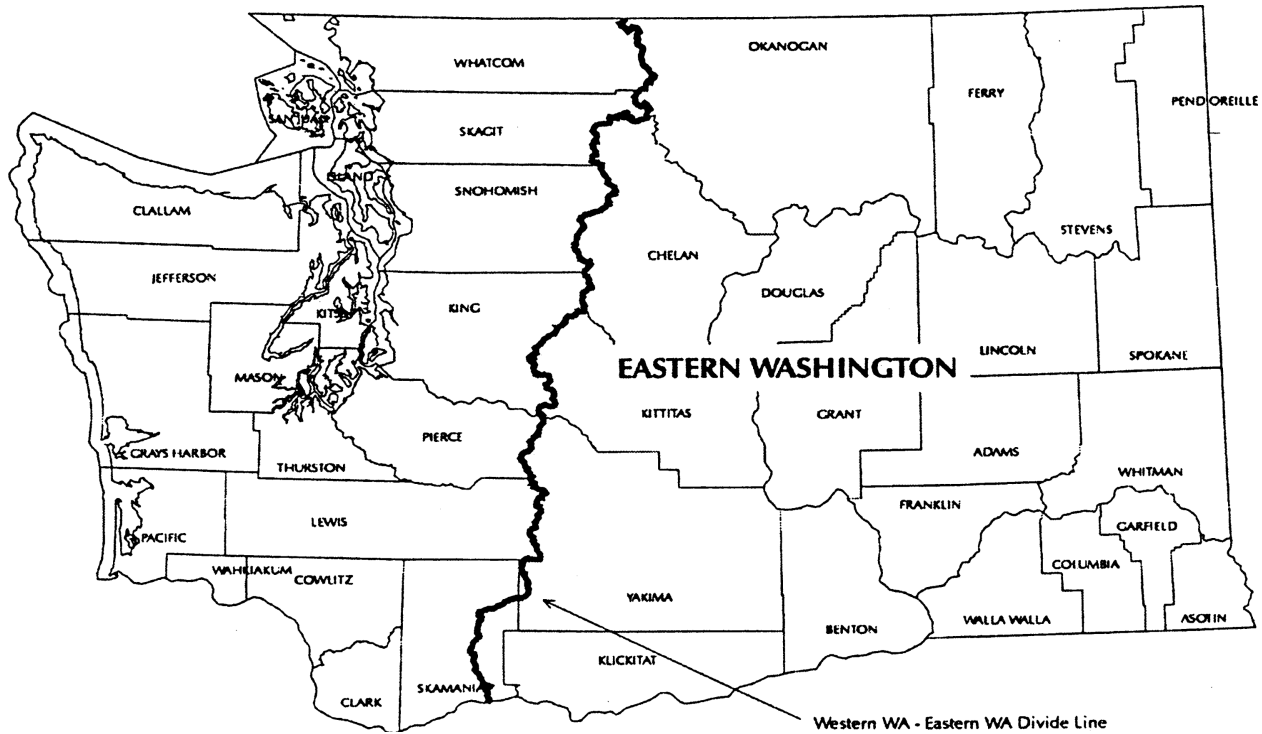 OKANOGAN
WHATCOM
FERRY
PEND OREILLE
SAN JUAN
SKAGIT
ISLAND
SNOHOMISH
CLALLAM
STEVENS
CHELAN
JEFFERSON
DOUGLAS
KING
KITSAP
LINCOLN
SPOKANE
EASTERN WASHINGTON
MASON
KITTITAS
GRANT
PIERCE
GRAYS HARBOR
ADAMS
THURSTON
WHITMAN
FRANKLIN
LEWIS
GARFIELD
PACIFIC
COLUMBIA
WAHKIAKUM
COWLITZ
YAKIMA
WALLA WALLA
ASOTIN
BENTON
KLICKITAT
SKAMANIA
CLARK
Western WA - Eastern WA Divide Line